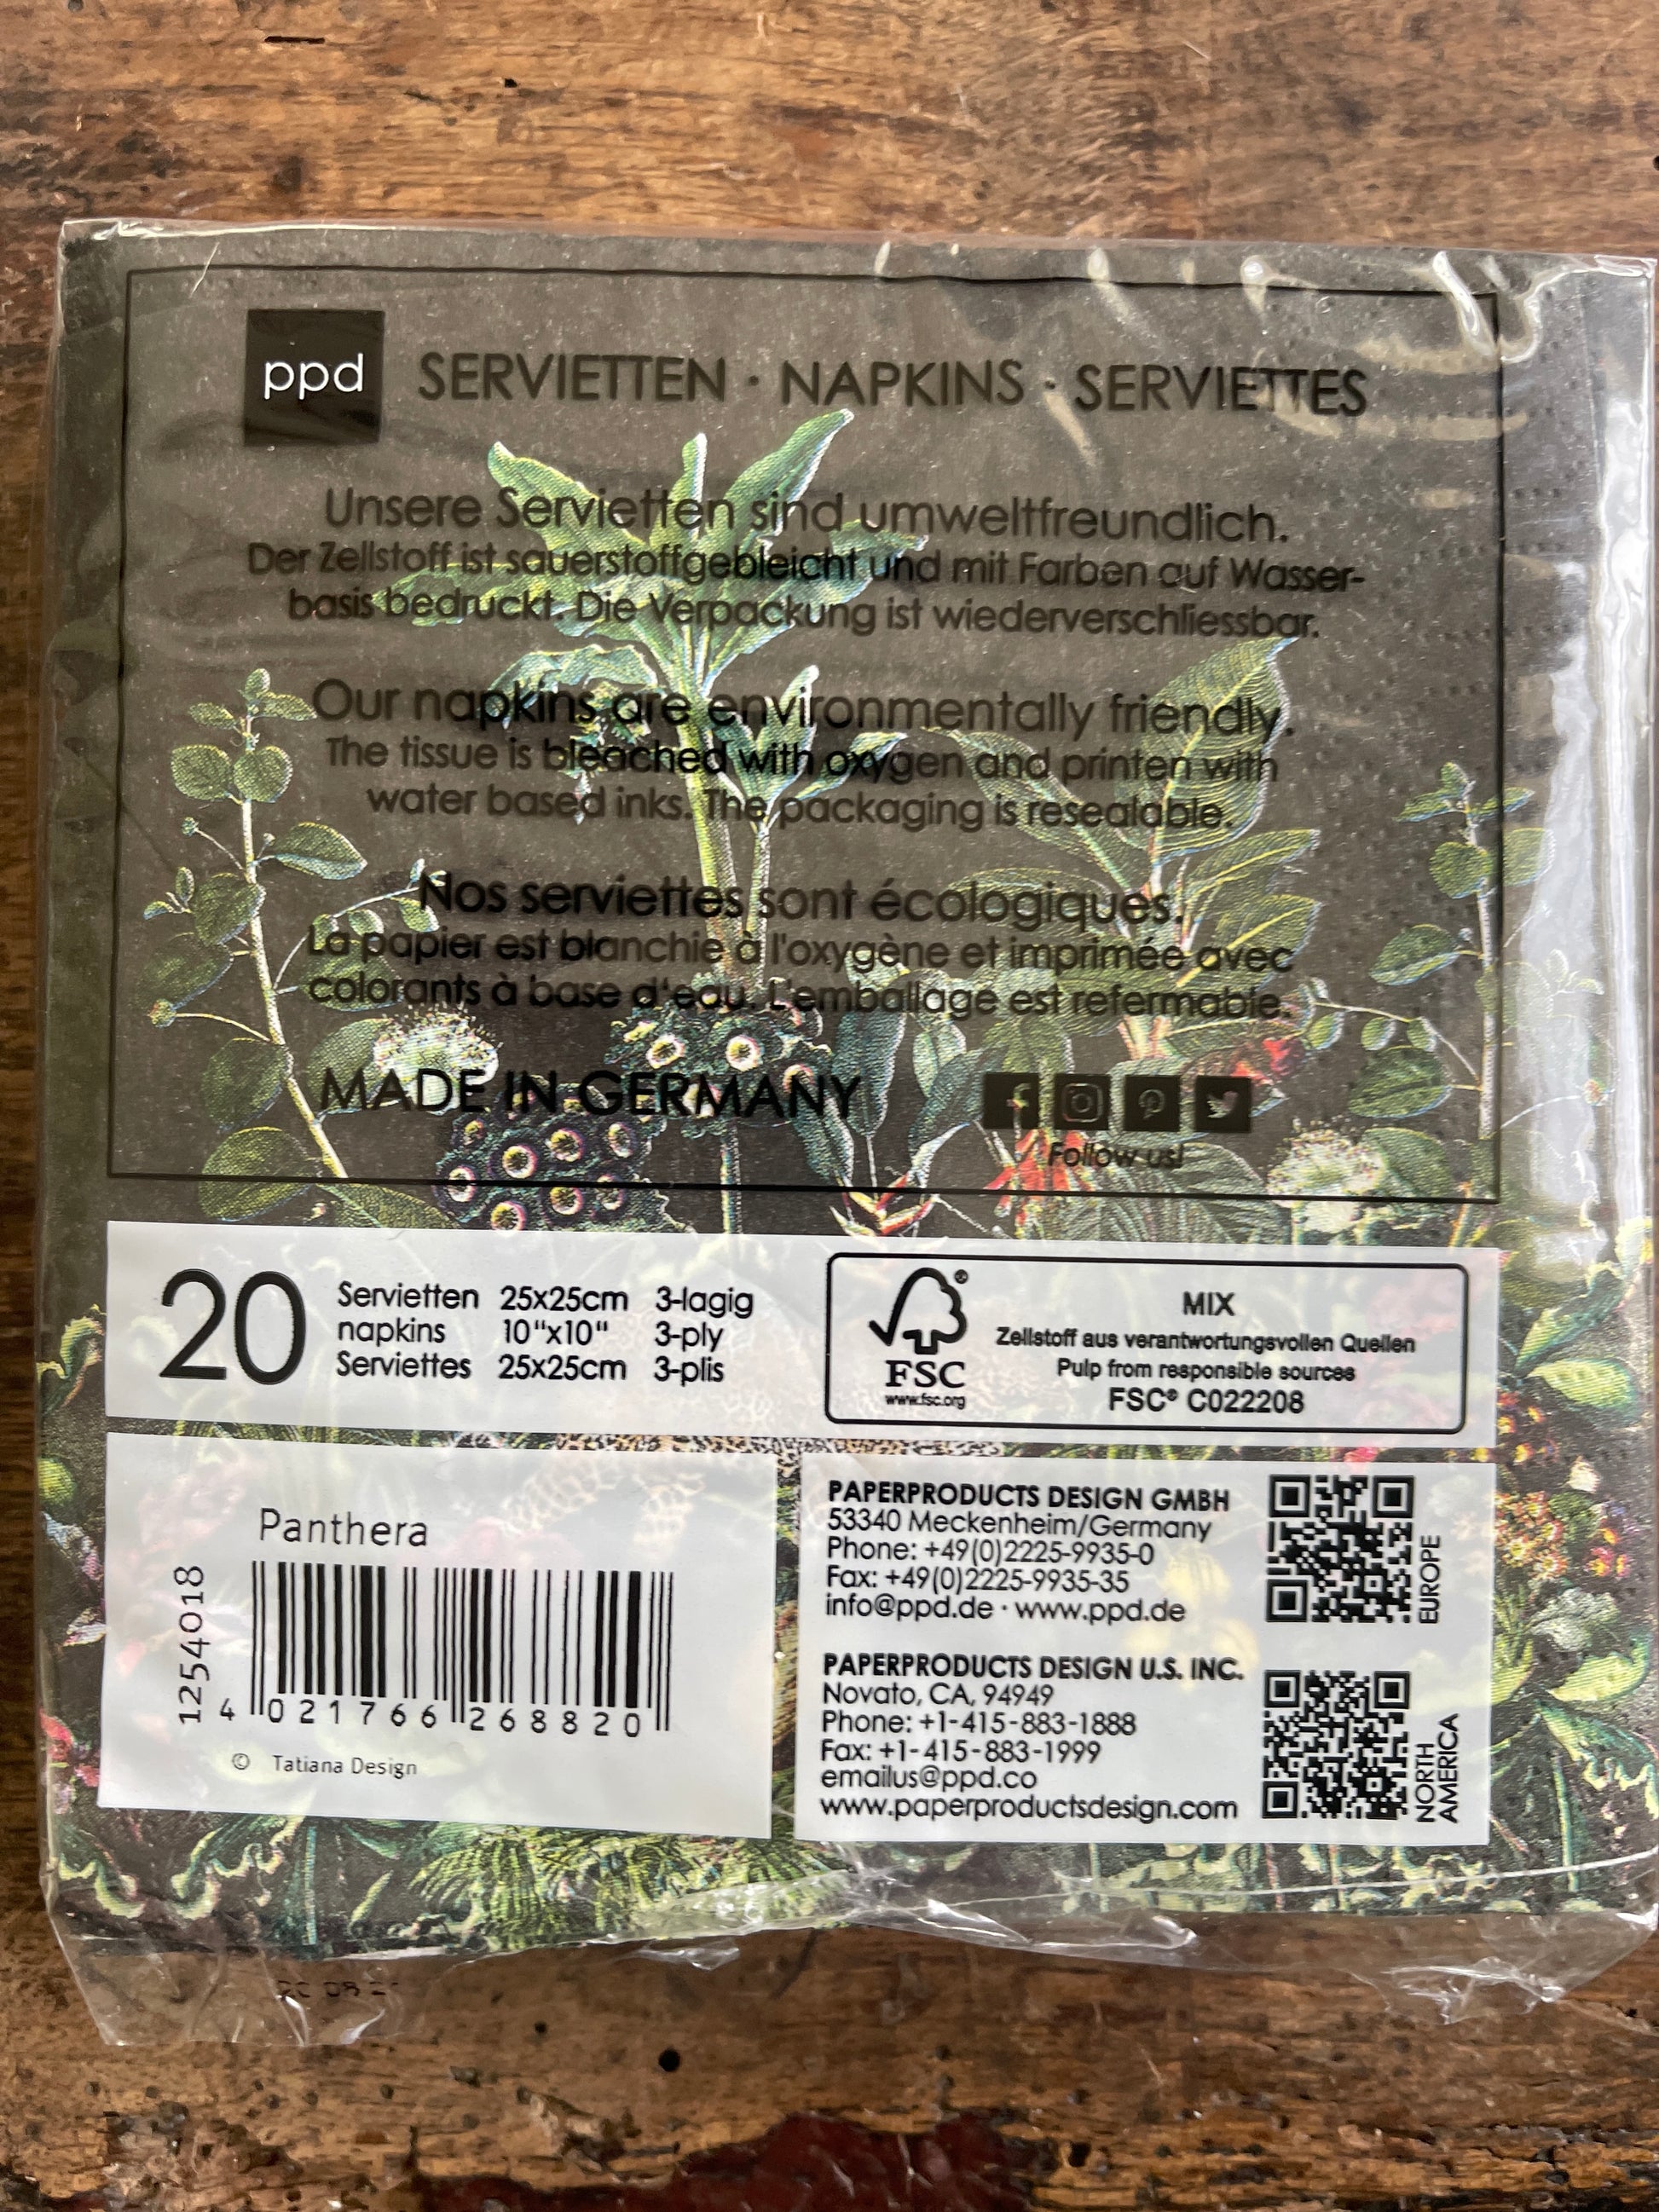 ppd
SERVIETTEN · NAPKINS · SERVIETTES
Unsere Servietten sind umweltfreundlich.
Der Zellstoff ist sauerstoffgebleicht und mit Farben auf Wasser-
basis bedruckt. Die Verpackung ist wiederverschliessbar.
Our napkins are environmentally friendly.
The tissue is bleached with oxygen and printen with
water based inks. The packaging is resealable.
Nos serviettes sont écologiques.
La papier est blanchie à l'oxygène et imprimée avec
colorants à base d'eau. L'emballage est refermable.
MADE IN GERMANY
Follow us!
20
Servietten 25x25cm 3-lagig
napkins 10"x10" 3-ply
Serviettes 25x25cm 3-plis
FSC®
www.fsc.org
MIX
Zellstoff aus verantwortungsvollen Quellen
Pulp from responsible sources
FSC® C022208
Panthera
1254018
4 021766 268820
© Tatiana Design
PAPERPRODUCTS DESIGN GMBH
53340 Meckenheim/Germany
Phone: +49(0)2225-9935-0
Fax: +49(0)2225-9935-35
info@ppd.de · www.ppd.de
EUROPE
PAPERPRODUCTS DESIGN U.S. INC.
Novato, CA, 94949
Phone: +1-415-883-1888
Fax: +1-415-883-1999
emailus@ppd.co
www.paperproductsdesign.com
NORTH
AMERICA